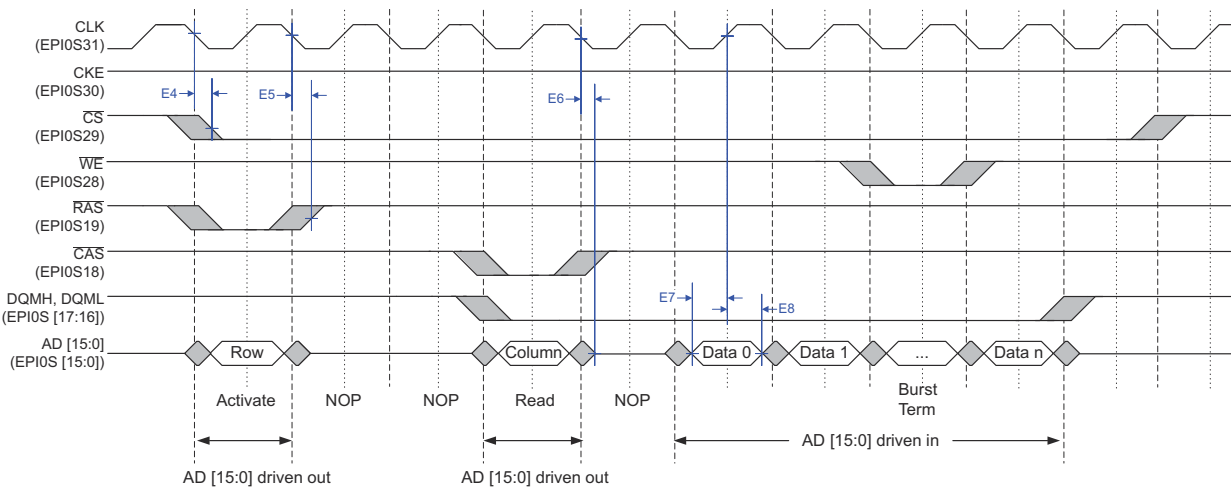 CLK
(EPI0S31)
CKE
(EPI0S30)
E4
E5
E6
CS
(EPI0S29)
WE
(EPI0S28)
RAS
(EPI0S19)
CAS
(EPI0S18)
DQMH, DQML
(EPI0S [17:16])
E7
E8
AD [15:0]
(EPI0S [15:0])
Row
Column
Data 0
Data 1
...
Data n
Activate
NOP
NOP
Read
NOP
Burst
Term
AD [15:0] driven in
AD [15:0] driven out
AD [15:0] driven out